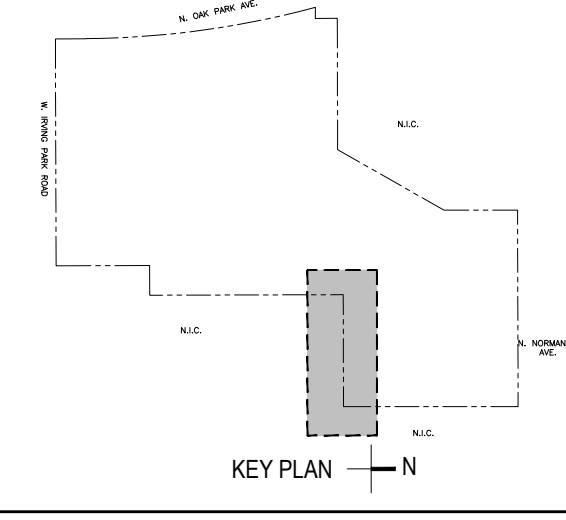 N. OAK PARK AVE.
W. IRVING PARK ROAD
N.I.C.
N.I.C.
N. NORMAN
AVE.
N.I.C.
KEY PLAN N